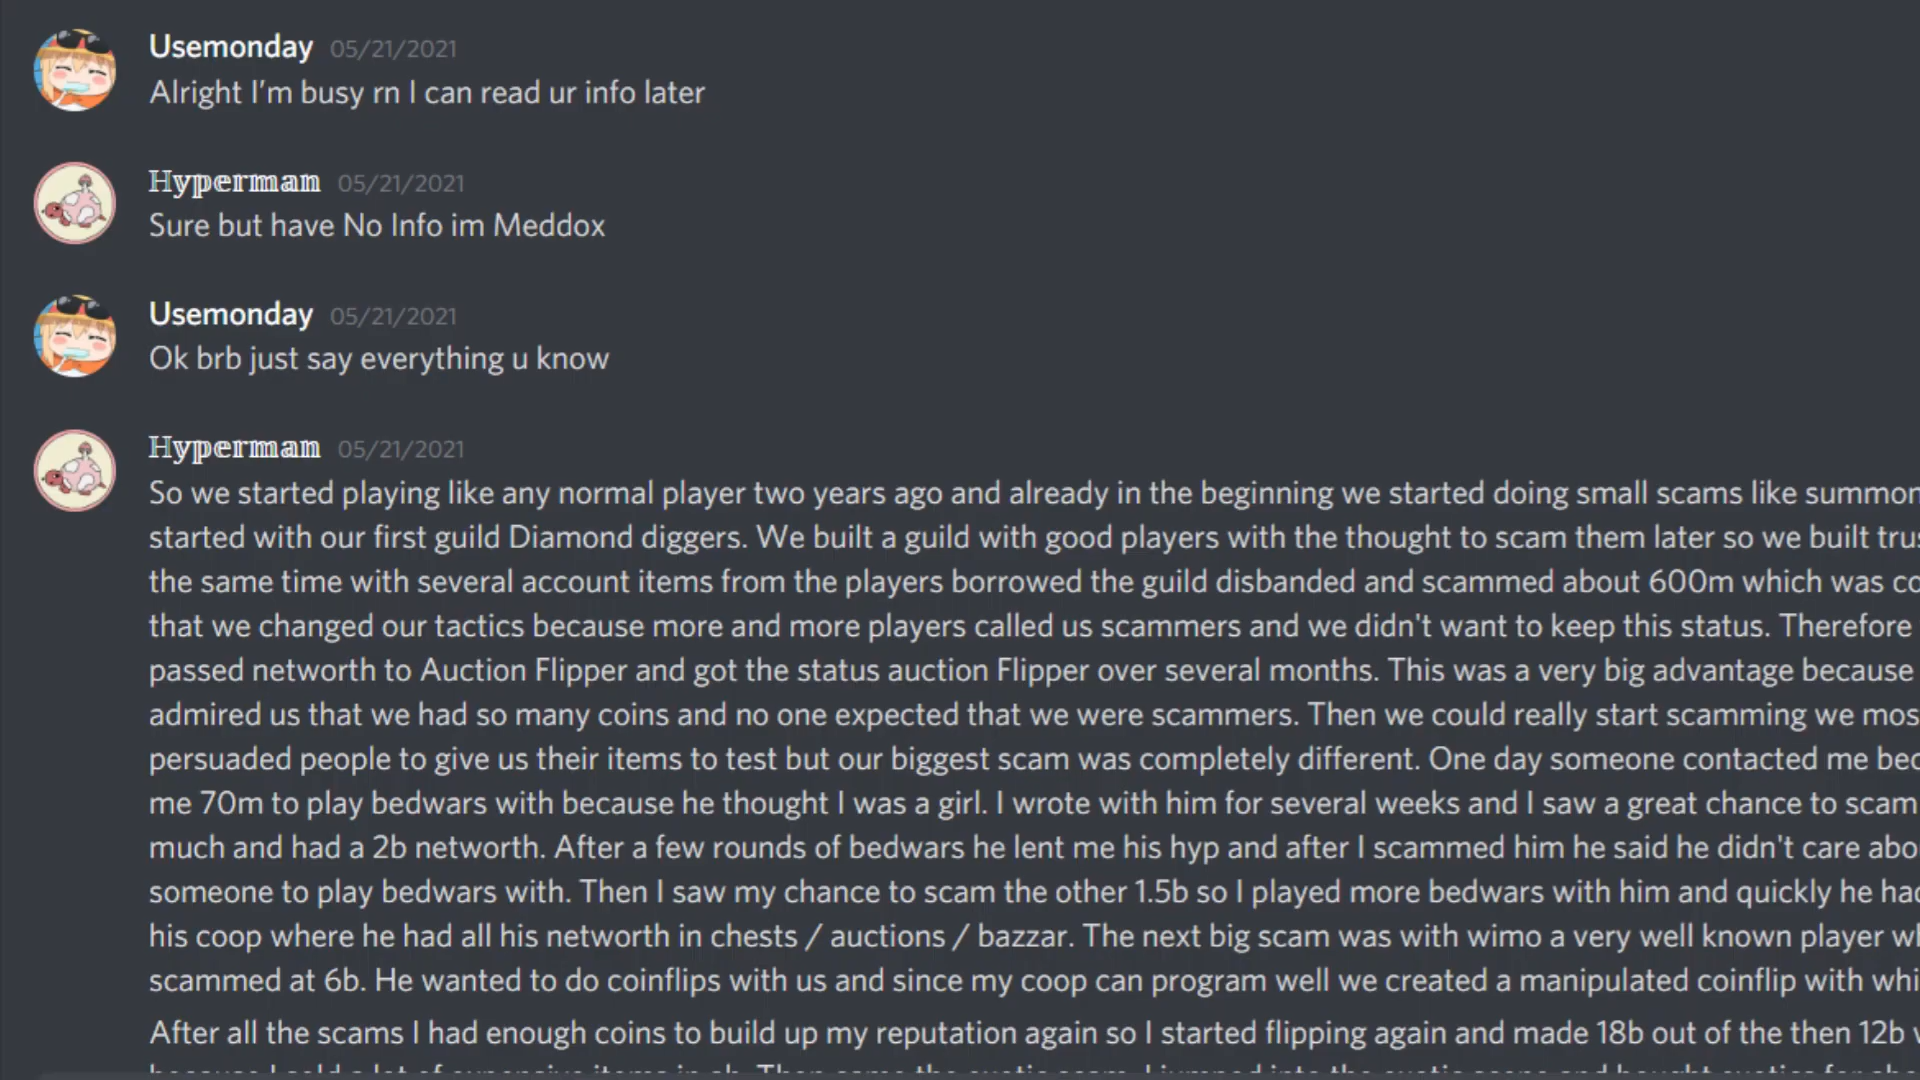 Usemonday 05/21/2021
Alright I’m busy rn I can read ur info later
Hyperman 05/21/2021
Sure but have No Info im Meddox
Usemonday 05/21/2021
Ok brb just say everything u know
Hyperman 05/21/2021
So we started playing like any normal player two years ago and already in the beginning we started doing small scams like summon
started with our first guild Diamond diggers. We built a guild with good players with the thought to scam them later so we built
the same time with several account items from the players borrowed the guild disbanded and scammed about 600m which was
that we changed our tactics because more and more players called us scammers and we didn't want to keep this status. Therefore
passed networth to Auction Flipper and got the status auction Flipper over several months. This was a very big advantage because
admired us that we had so many coins and no one expected that we were scammers. Then we could really start scamming we
persuaded people to give us their items to test but our biggest scam was completely different. One day someone contacted me
me 70m to play bedwars with because he thought I was a girl. I wrote with him for several weeks and I saw a great chance to scam
much and had a 2b networth. After a few rounds of bedwars he lent me his hyp and after I scammed him he said he didn't care
someone to play bedwars with. Then I saw my chance to scam the other 1.5b so I played more bedwars with him and quickly he
his coop where he had all his networth in chests / auctions / bazzar. The next big scam was with wimo a very well known player
scammed at 6b. He wanted to do coinflips with us and since my coop can program well we created a manipulated coinflip with
After all the scams I had enough coins to build up my reputation again so I started flipping again and made 18b out of the then 12b